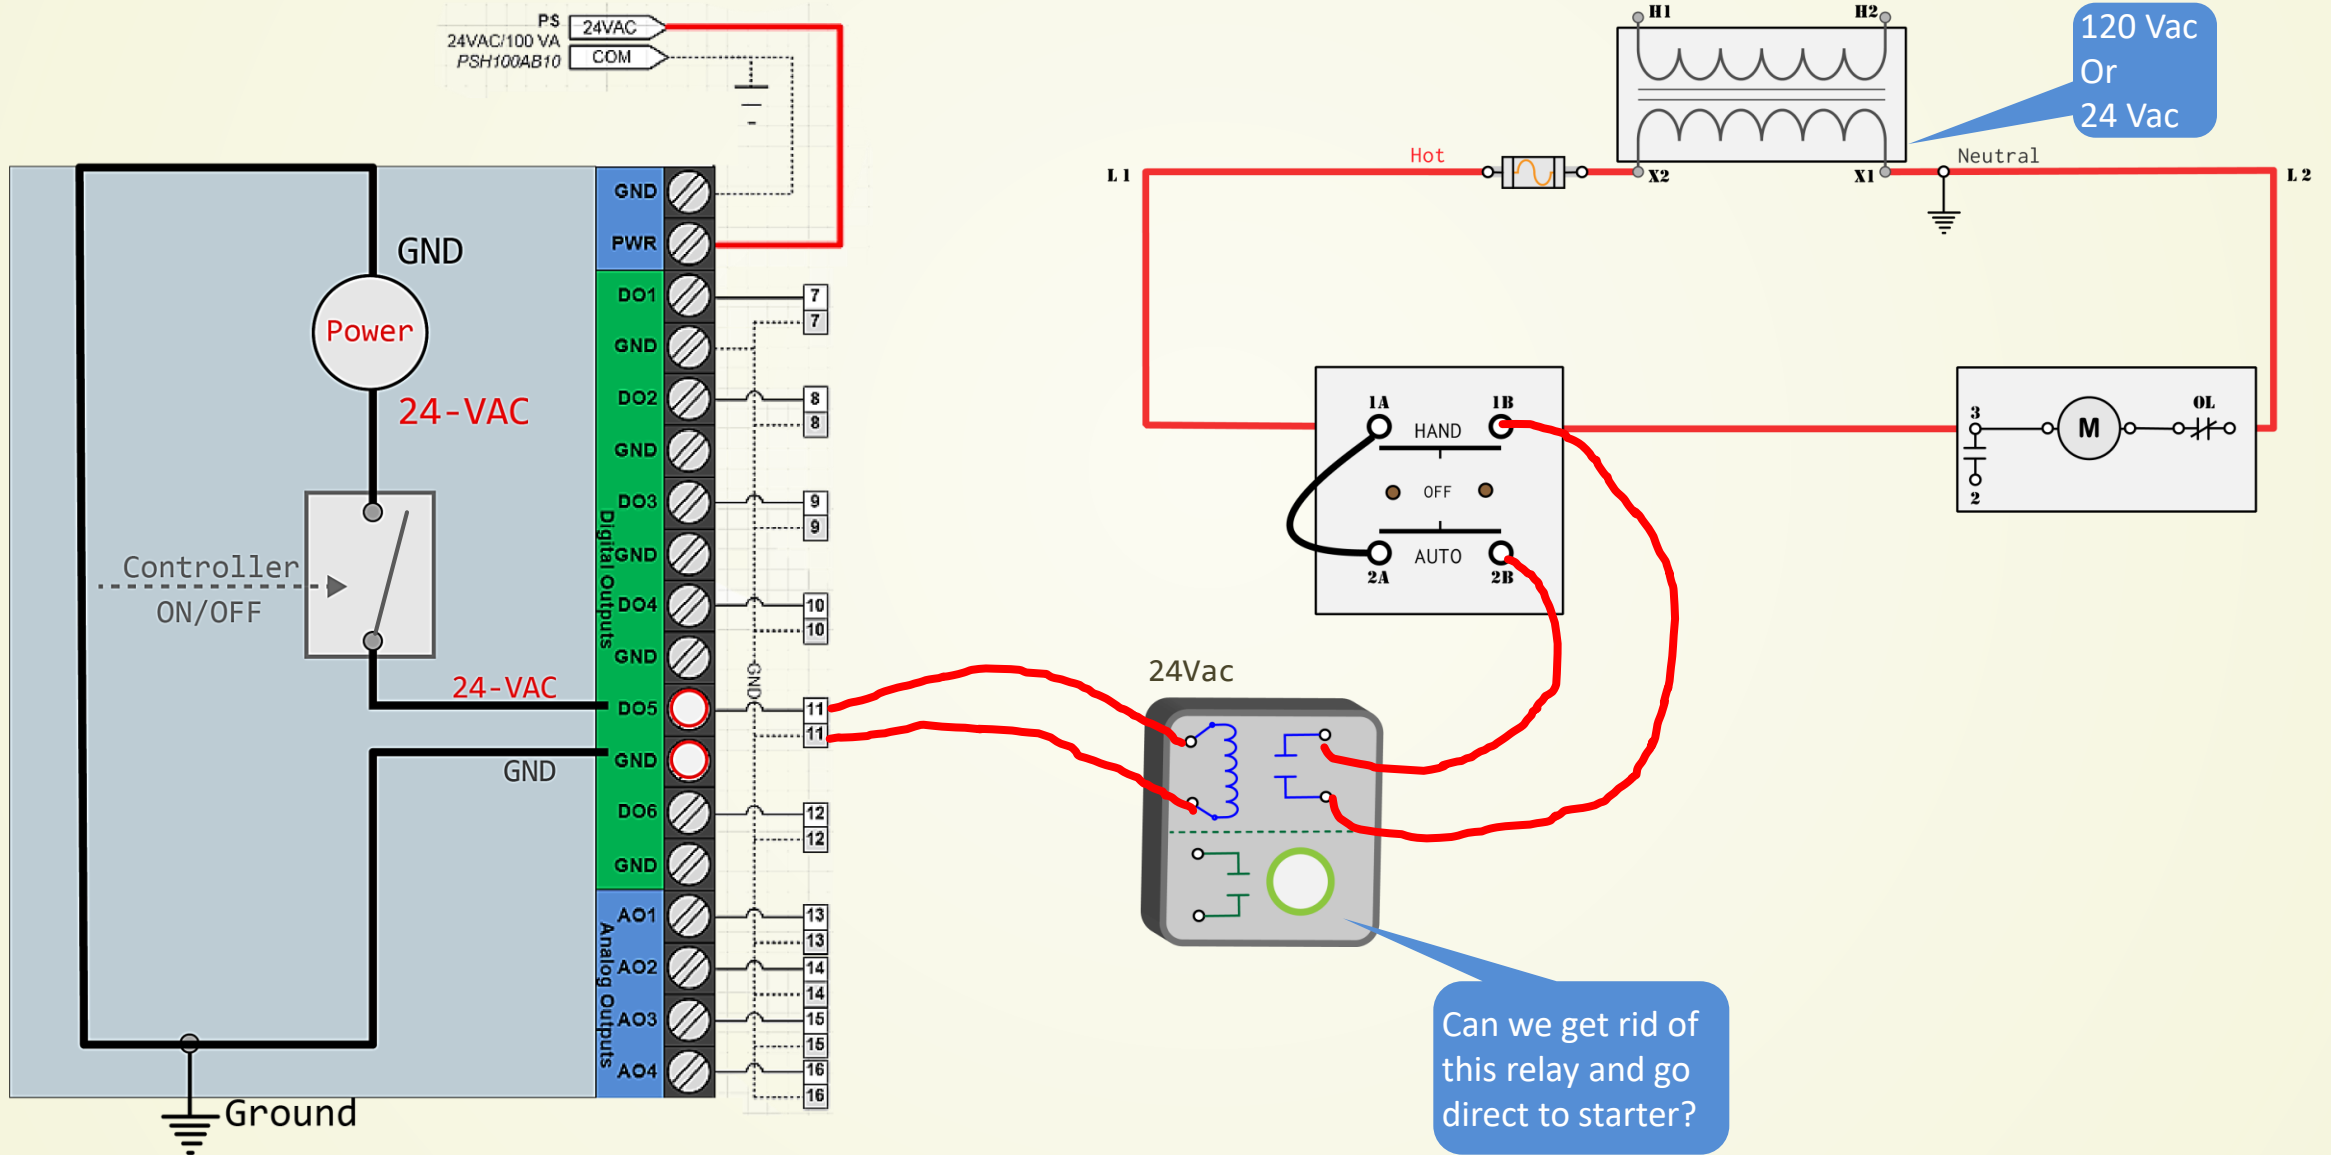 PS
24VAC/100 VA
PSH100AB10
24VAC
COM
GND
PWR
DO1
GND
DO2
GND
DO3
GND
DO4
GND
DO5
GND
DO6
GND
AO1
AO2
AO3
AO4
Digital Outputs
Analog Outputs
7
7
8
8
9
9
10
10
GND
11
11
12
12
13
13
14
14
15
15
16
16
GND
Power
24-VAC
Controller
ON/OFF
24-VAC
GND
Ground
H1
H2
120 Vac
Or
24 Vac
L 1
Hot
X2
X1
Neutral
L 2
1A
1B
HAND
OFF
AUTO
2A
2B
3
M
OL
2
24Vac
Can we get rid of
this relay and go
direct to starter?